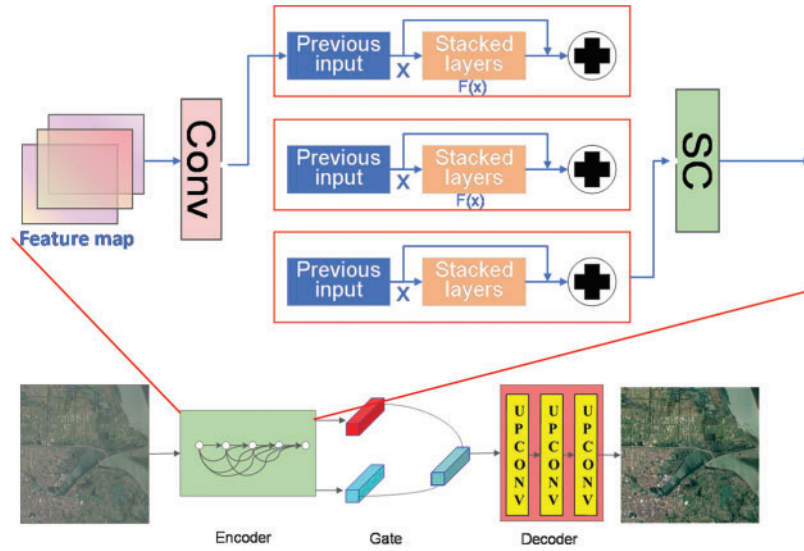 Previous
input
X
Stacked
layers
F(x)
Conv
Previous
input
X
Stacked
layers
F(x)
SC
Feature map
Previous
input
X
Stacked
layers
UPCONV
UPCONV
UPCONV
Encoder
Gate
Decoder